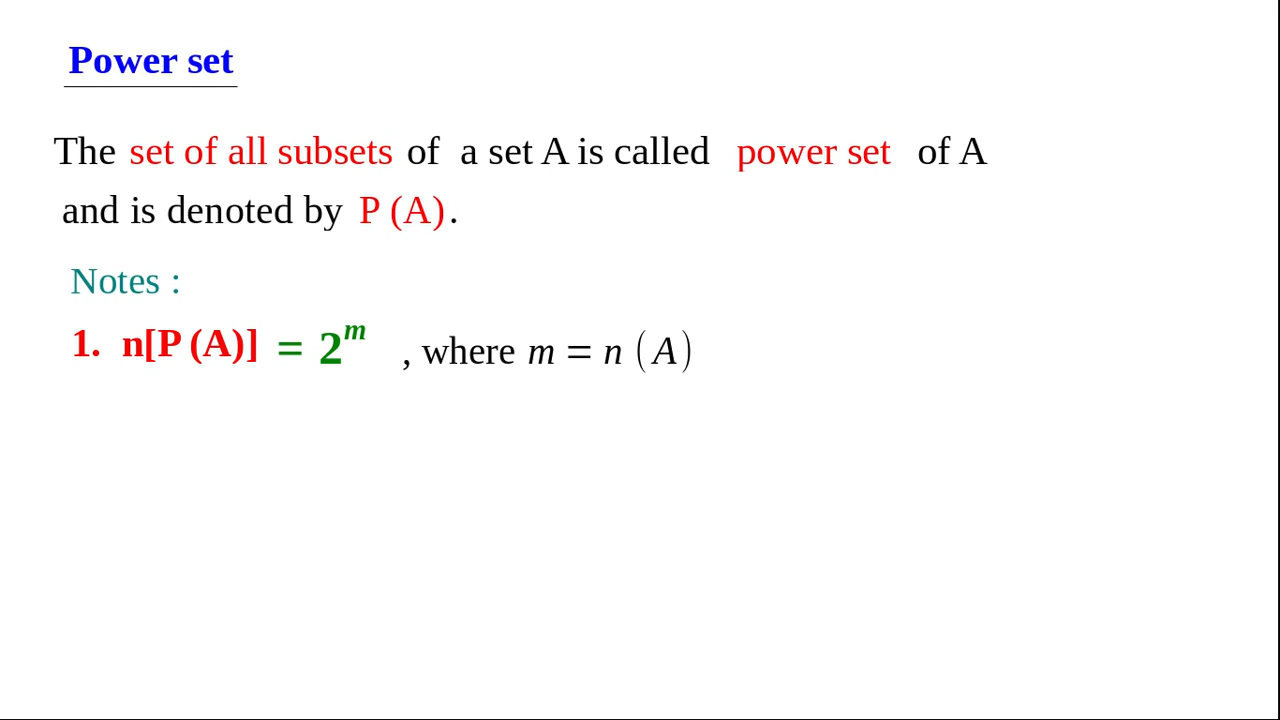 Power set
The set of all subsets of a set A is called power set of A
and is denoted by P (A).
Notes :
1. n[P (A)] = 2^m , where m = n (A)